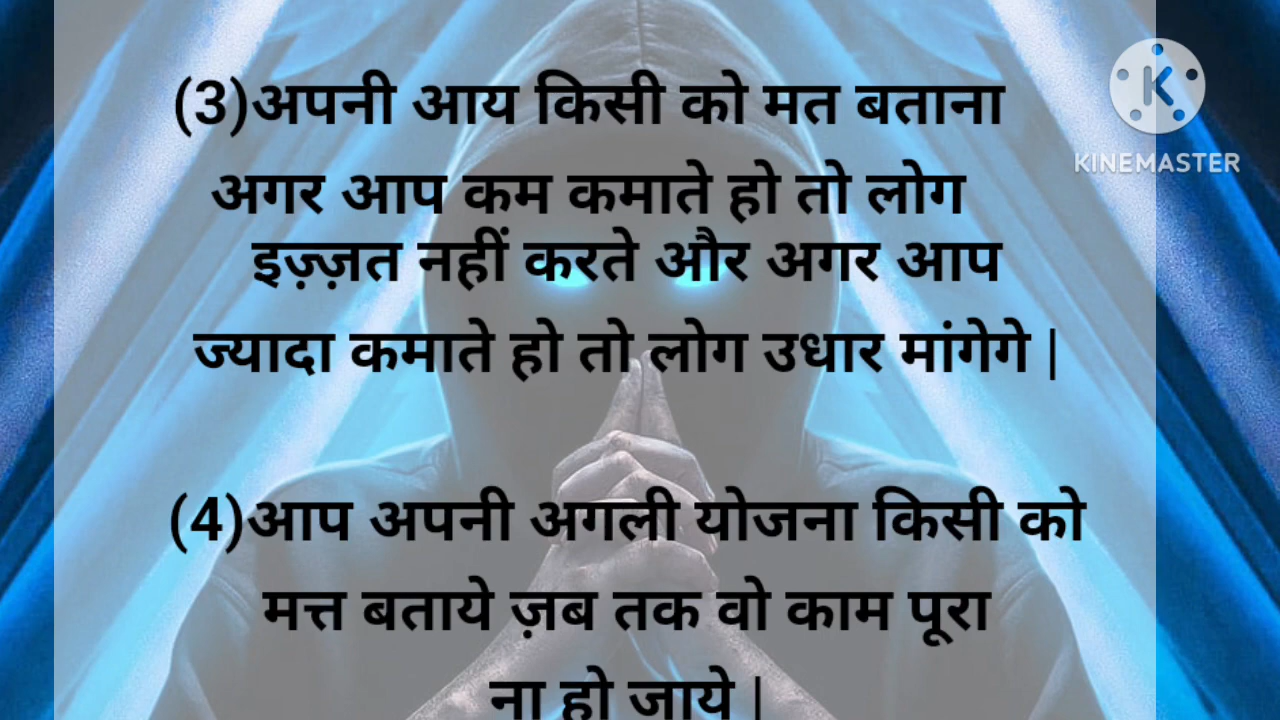 (3)अपनी आय किसी को मत बताना
अगर आप कम कमाते हो तो लोग
इज़्ज़त नहीं करते और अगर आप
ज्यादा कमाते हो तो लोग उधार मांगेगे |
(4)आप अपनी अगली योजना किसी को
मत्त बताये ज़ब तक वो काम पूरा
ना हो जाये |
K
KINEMASTER